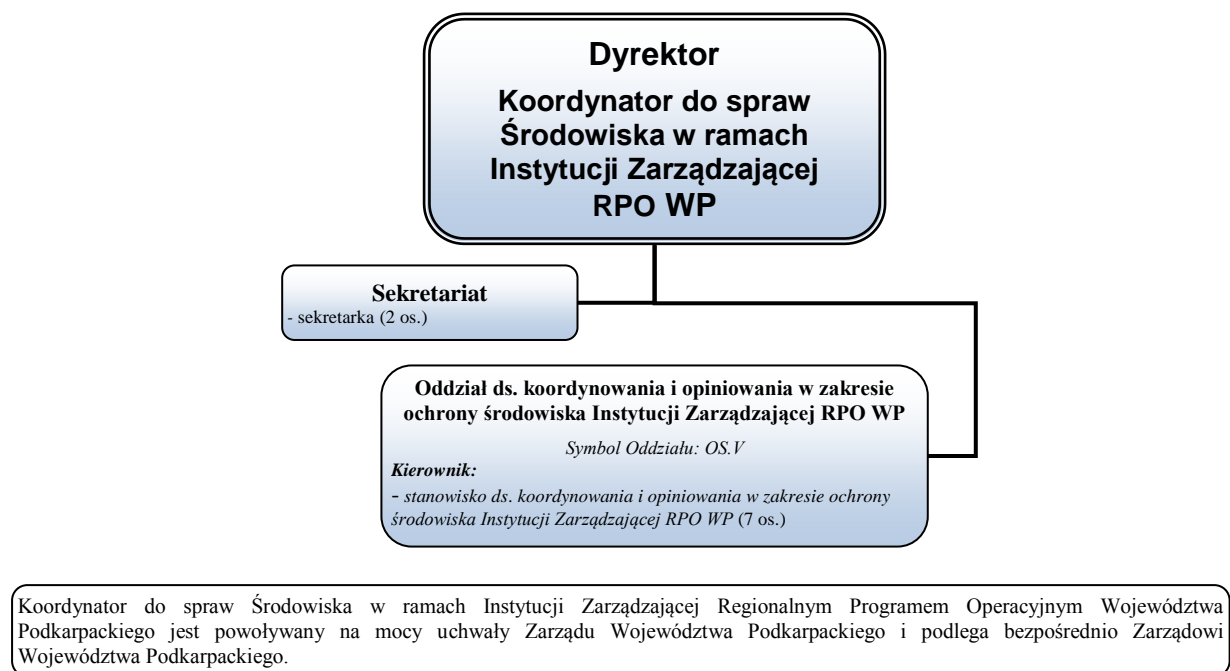 Dyrektor
Koordynator do spraw
Środowiska w ramach
Instytucji Zarządzającej
RPO WP
Sekretariat
- sekretarka (2 os.)
Oddział ds. koordynowania i opiniowania w zakresie
ochrony środowiska Instytucji Zarządzającej RPO WP
Symbol Oddziału: OS.V
Kierownik:
- stanowisko ds. koordynowania i opiniowania w zakresie ochrony
środowiska Instytucji Zarządzającej RPO WP (7 os.)
Koordynator do spraw Środowiska w ramach Instytucji Zarządzającej Regionalnym Programem Operacyjnym Województwa
Podkarpackiego jest powoływany na mocy uchwały Zarządu Województwa Podkarpackiego i podlega bezpośrednio Zarządowi
Województwa Podkarpackiego.